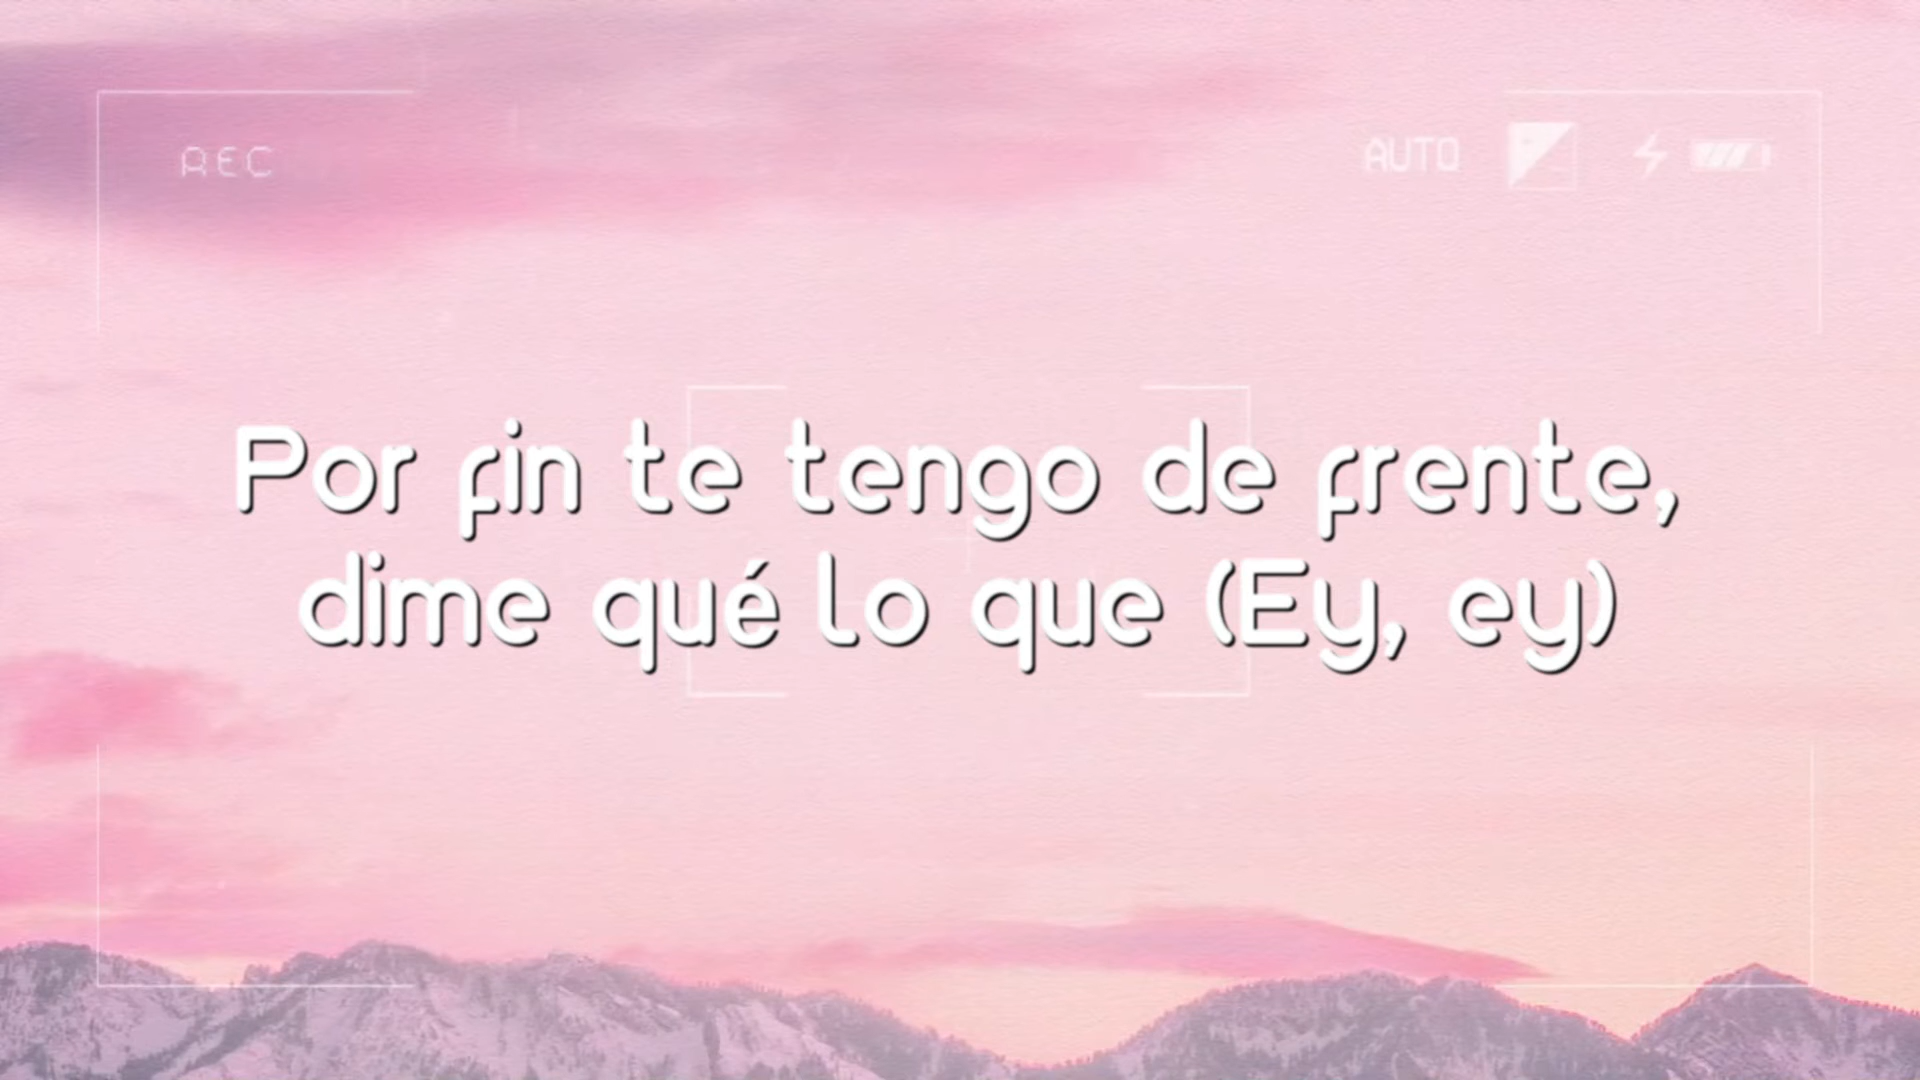 REC
AUTO
Por fin te tengo de frente,
dime qué lo que (Ey, ey)